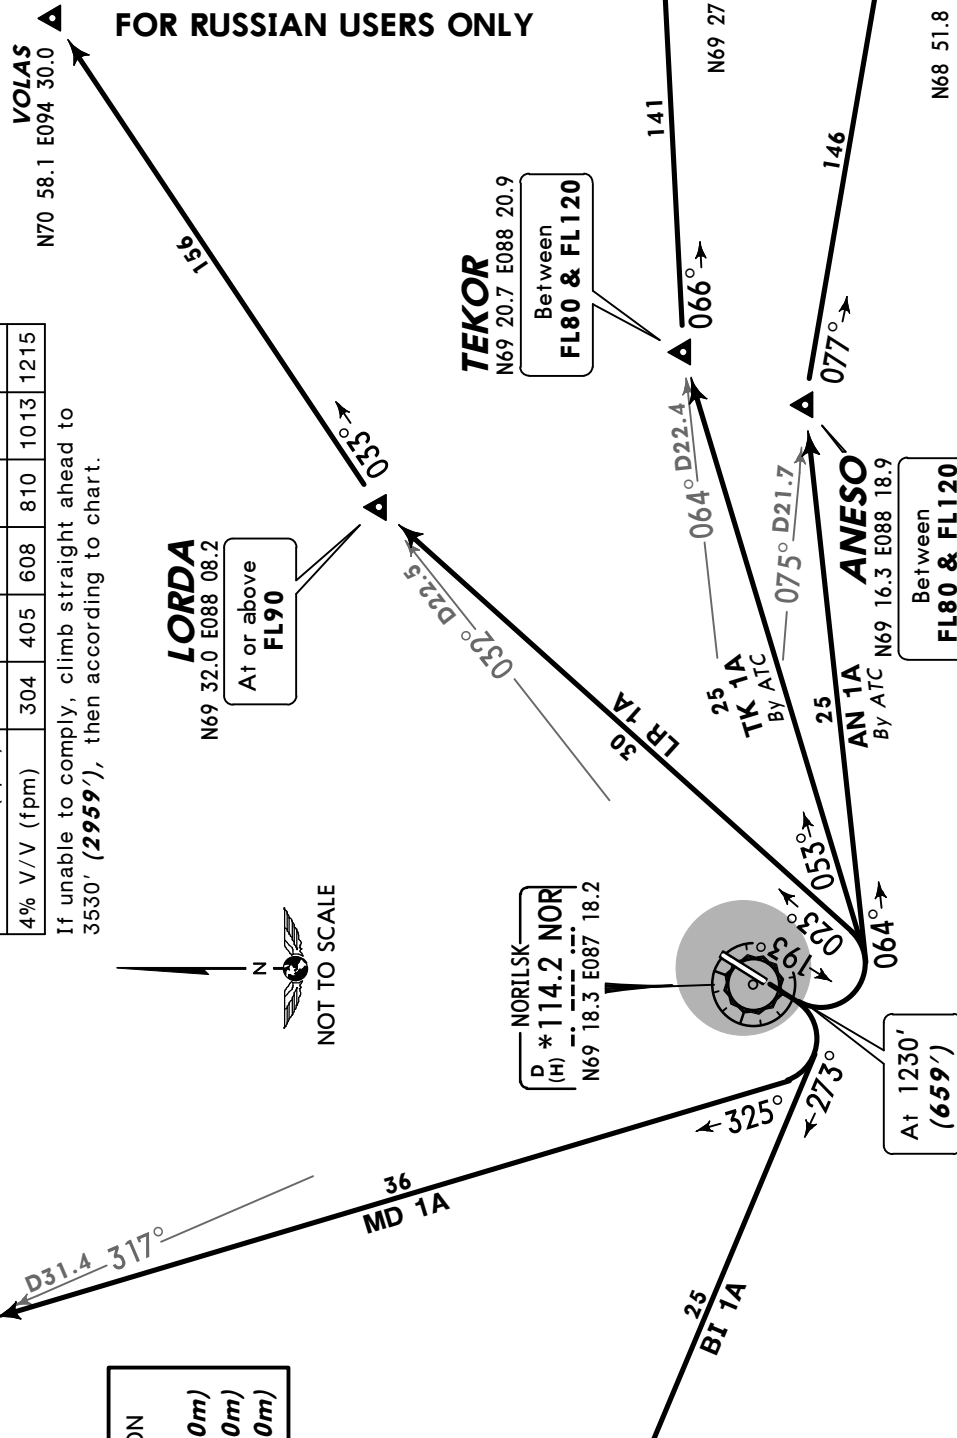 FOR RUSSIAN USERS ONLY
4% V/V (fpm) 304 405 608 810 1013 1215
If unable to comply, climb straight ahead to
3530' (2959'), then according to chart.
VOLAS
N70 58.1 E094 30.0
156
033°
LORDA
N69 32.0 E088 08.2
At or above
FL90
032° D22.5
30
LR 1A
TEKOR
N69 20.7 E088 20.9
Between
FL80 & FL120
141
N69 27
066°
064° D22.4
25
TK 1A
By ATC
146
N68 51.8
077°
075° D21.7
ANESO
N69 16.3 E088 18.9
Between
FL80 & FL120
25
AN 1A
By ATC
N
NOT TO SCALE
NORILSK
D
(H) *114.2 NOR
N69 18.3 E087 18.2
053°
023°
193°
064°
At 1230'
(659')
325°
273°
36
MD 1A
D31.4 317°
25
BI 1A
ON
0m)
0m)
0m)